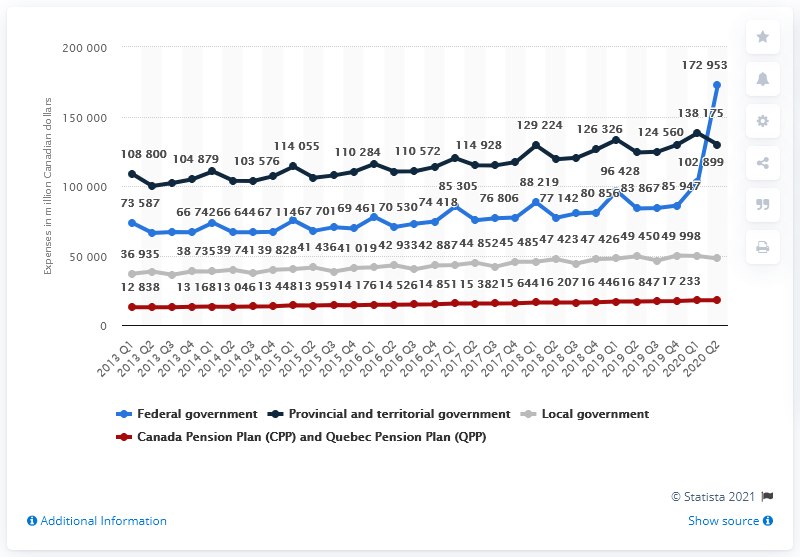 200 000
172 953
150 000
138 175
129 224
126 326
124 560
108 800
104 879
103 576
114 055
110 284
110 572
114 928
102 899
100 000
73 587
66 742
66 644
67 114
67 701
69 461
70 530
74 418
85 305
76 806
88 219
77 142
80 856
96 428
83 867
85 947
50 000
36 935
38 735
39 741
39 828
41 436
41 019
42 933
42 887
44 852
45 485
47 423
47 426
49 450
49 998
12 838
13 168
13 046
13 448
13 959
14 176
14 526
14 851
15 382
15 644
16 207
16 446
16 847
17 233
0
Expenses in million Canadian dollars
2013 Q1
2013 Q2
2013 Q3
2013 Q4
2014 Q1
2014 Q2
2014 Q3
2014 Q4
2015 Q1
2015 Q2
2015 Q3
2015 Q4
2016 Q1
2016 Q2
2016 Q3
2016 Q4
2017 Q1
2017 Q2
2017 Q3
2017 Q4
2018 Q1
2018 Q2
2018 Q3
2018 Q4
2019 Q1
2019 Q2
2019 Q3
2019 Q4
2020 Q1
2020 Q2
Federal government Provincial and territorial government Local government
Canada Pension Plan (CPP) and Quebec Pension Plan (QPP)
© Statista 2021
Additional Information Show source